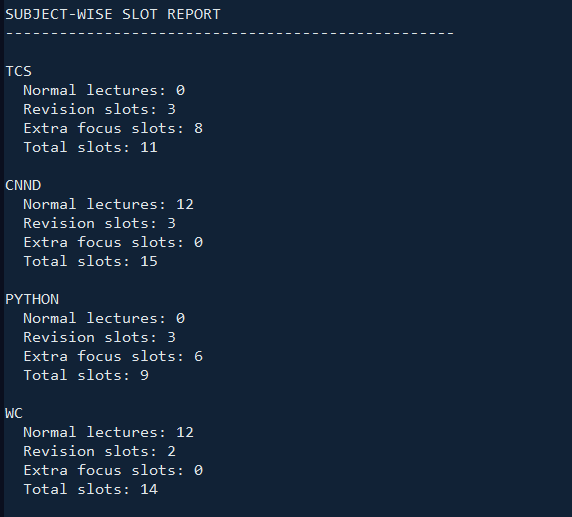 SUBJECT-WISE SLOT REPORT
--------------------------------------------------
TCS
Normal lectures: 0
Revision slots: 3
Extra focus slots: 8
Total slots: 11
CNND
Normal lectures: 12
Revision slots: 3
Extra focus slots: 0
Total slots: 15
PYTHON
Normal lectures: 0
Revision slots: 3
Extra focus slots: 6
Total slots: 9
WC
Normal lectures: 12
Revision slots: 2
Extra focus slots: 0
Total slots: 14